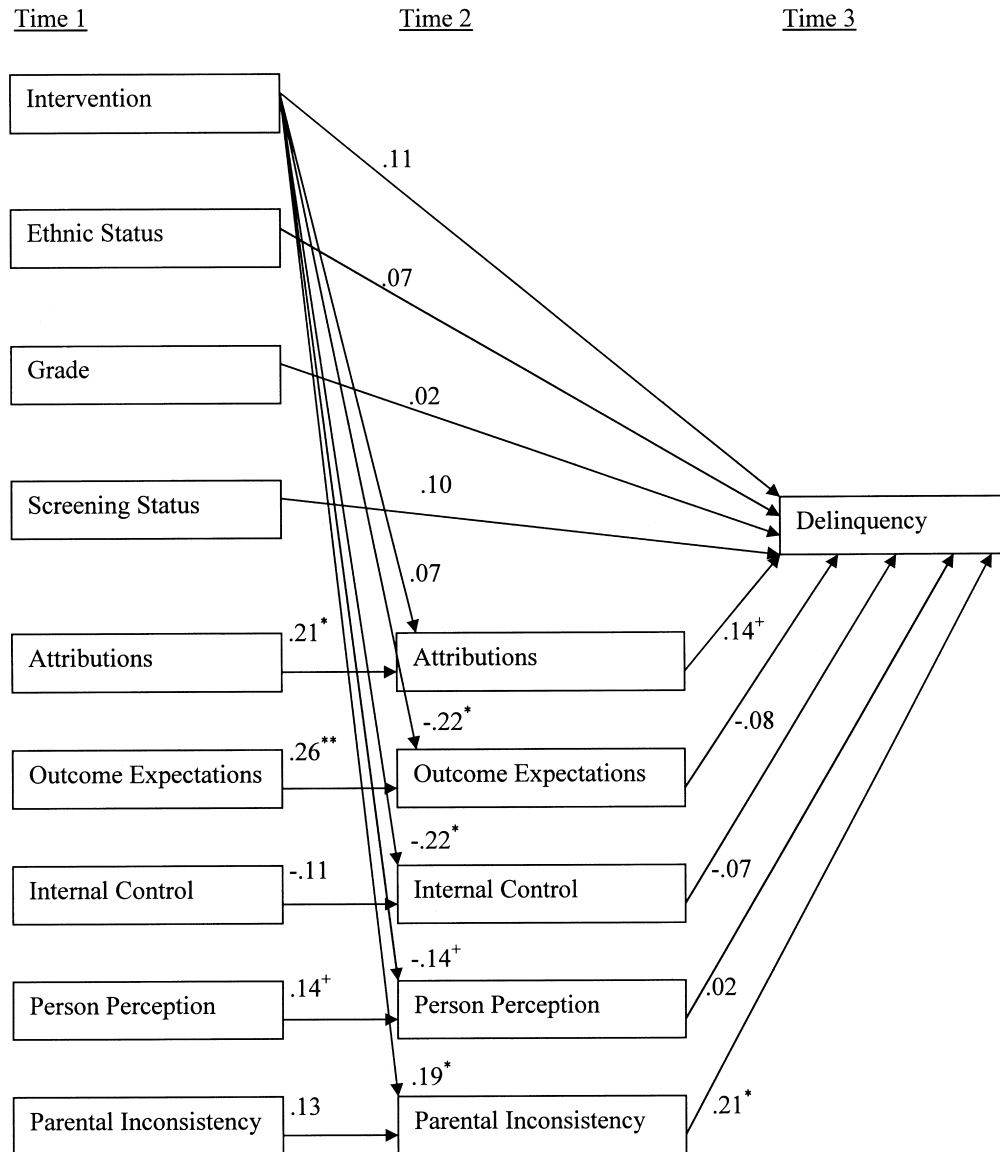 Time 1 Time 2 Time 3
Intervention
.11
Ethnic Status
.07
Grade
.02
Screening Status
.10
Delinquency
.07
Attributions .21* Attributions .14+
-.22* -.08
Outcome Expectations .26** Outcome Expectations
-.22*
Internal Control -.11 Internal Control -.07
-.14+
Person Perception .14+ Person Perception .02
.19*
Parental Inconsistency .13 Parental Inconsistency .21*